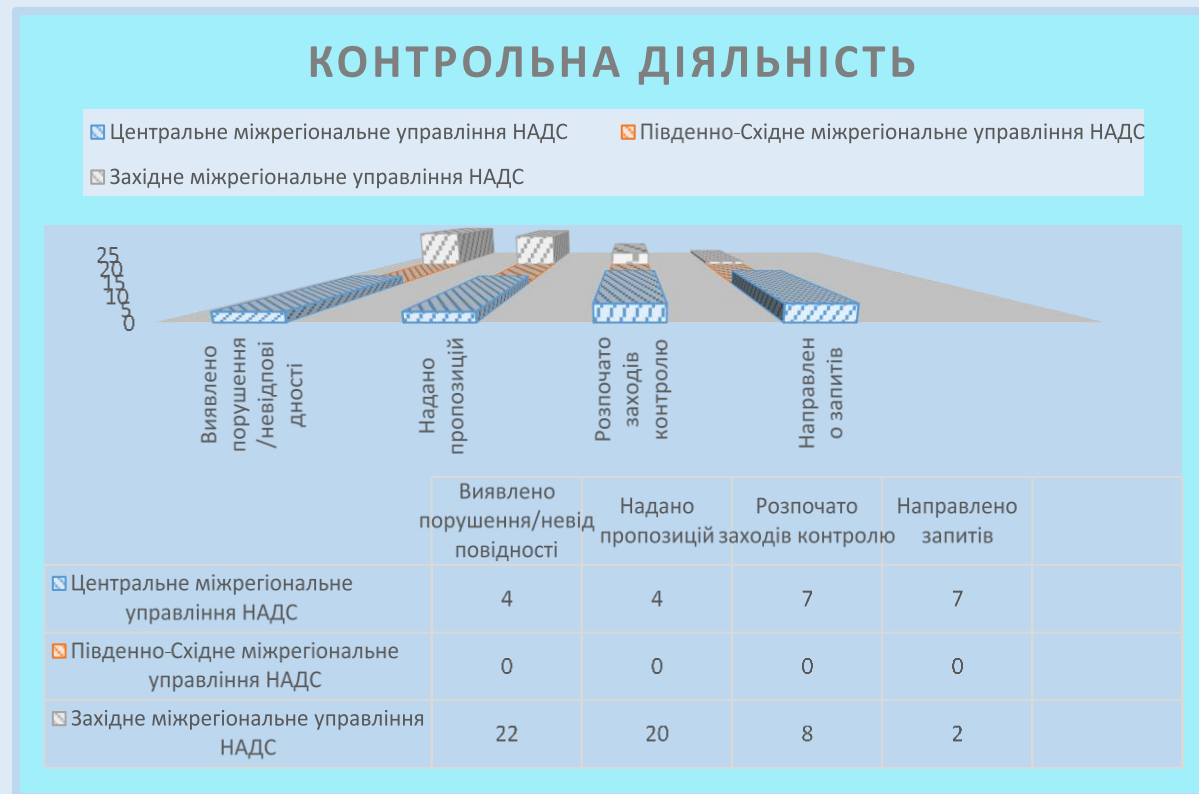 КОНТРОЛЬНА ДІЯЛЬНІСТЬ
Центральне міжрегіональне управління НАДС
Південно-Східне міжрегіональне управління НАДС
Західне міжрегіональне управління НАДС
25
20
15
10
5
0
Виявлено
порушення
/невідпові
дності
Надано
пропозицій
Розпочато
заходів
контролю
Направлен
о запитів
Виявлено
порушення/невід
повідності
Надано
пропозицій
Розпочато
заходів контролю
Направлено
запитів
Центральне міжрегіональне
управління НАДС
4 4 7 7
Південно-Східне міжрегіональне
управління НАДС
0 0 0 0
Західне міжрегіональне управління
НАДС
22 20 8 2